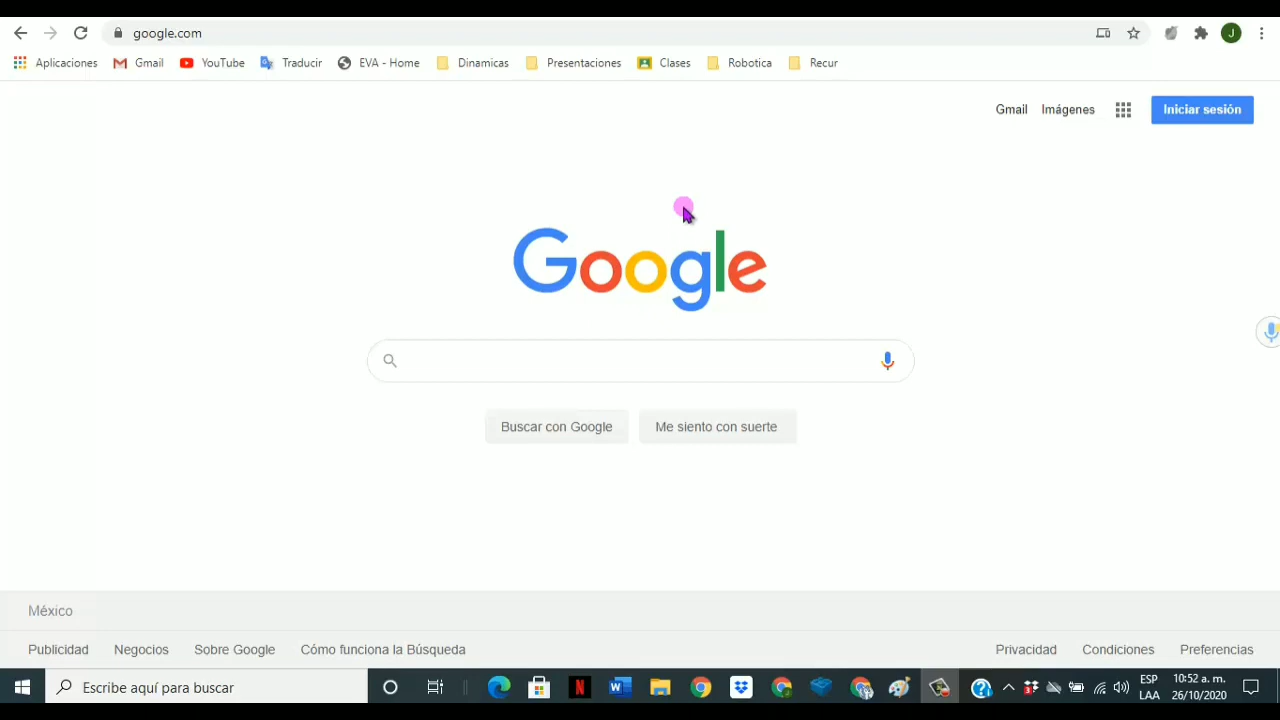 google.com
J
Aplicaciones Gmail YouTube Traducir EVA - Home Dinamicas Presentaciones Clases Robotica Recur
Gmail Imágenes Iniciar sesión
Google
Buscar con Google Me siento con suerte
México
Publicidad Negocios Sobre Google Cómo funciona la Búsqueda Privacidad Condiciones Preferencias
Escribe aquí para buscar
ESP 10:52 a. m.
LAA 26/10/2020